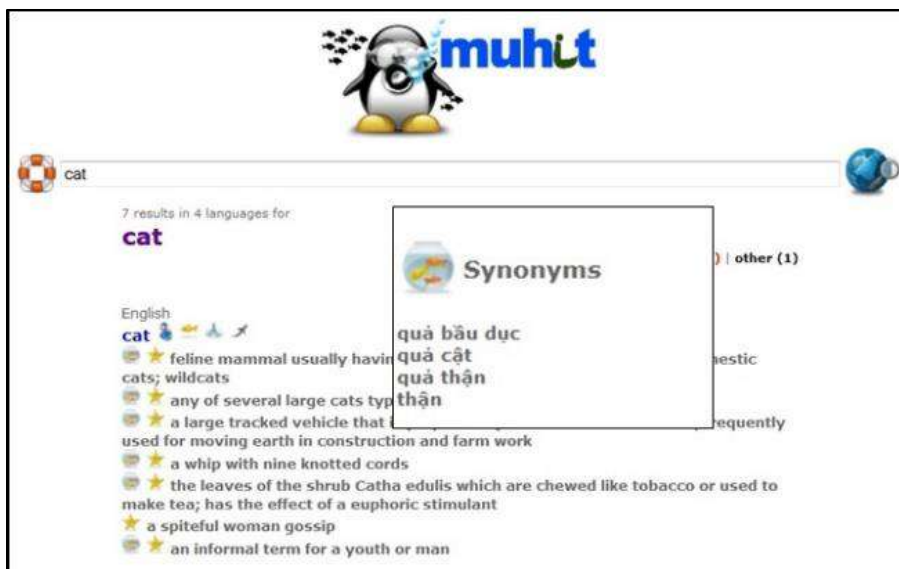 muhit
cat
7 results in 4 languages for
cat
) | other (1)
Synonyms
quả bầu dục
quả cật
quả thận
thận
English
cat
feline mammal usually havin nestic
cats; wildcats
any of several large cats typ
a large tracked vehicle that i requently
used for moving earth in construction and farm work
a whip with nine knotted cords
the leaves of the shrub Catha edulis which are chewed like tobacco or used to
make tea; has the effect of a euphoric stimulant
a spiteful woman gossip
an informal term for a youth or man